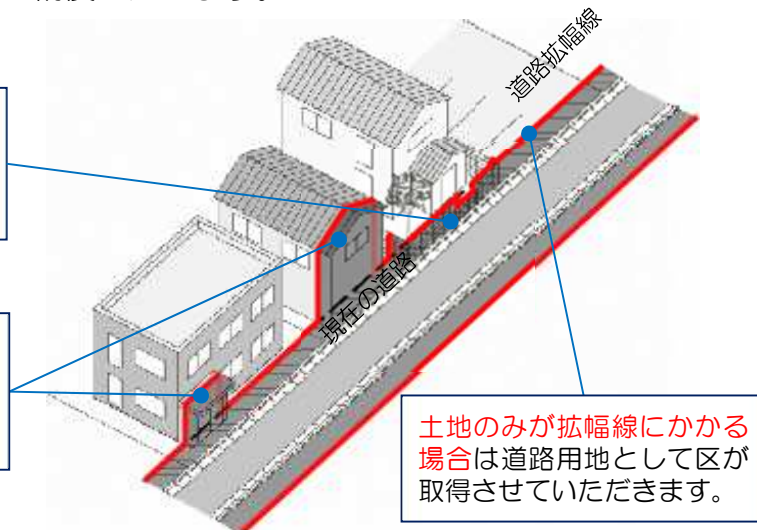 道路拡幅線
現在の道路
土地のみが拡幅線にかかる
場合は道路用地として区が
取得させていただきます。